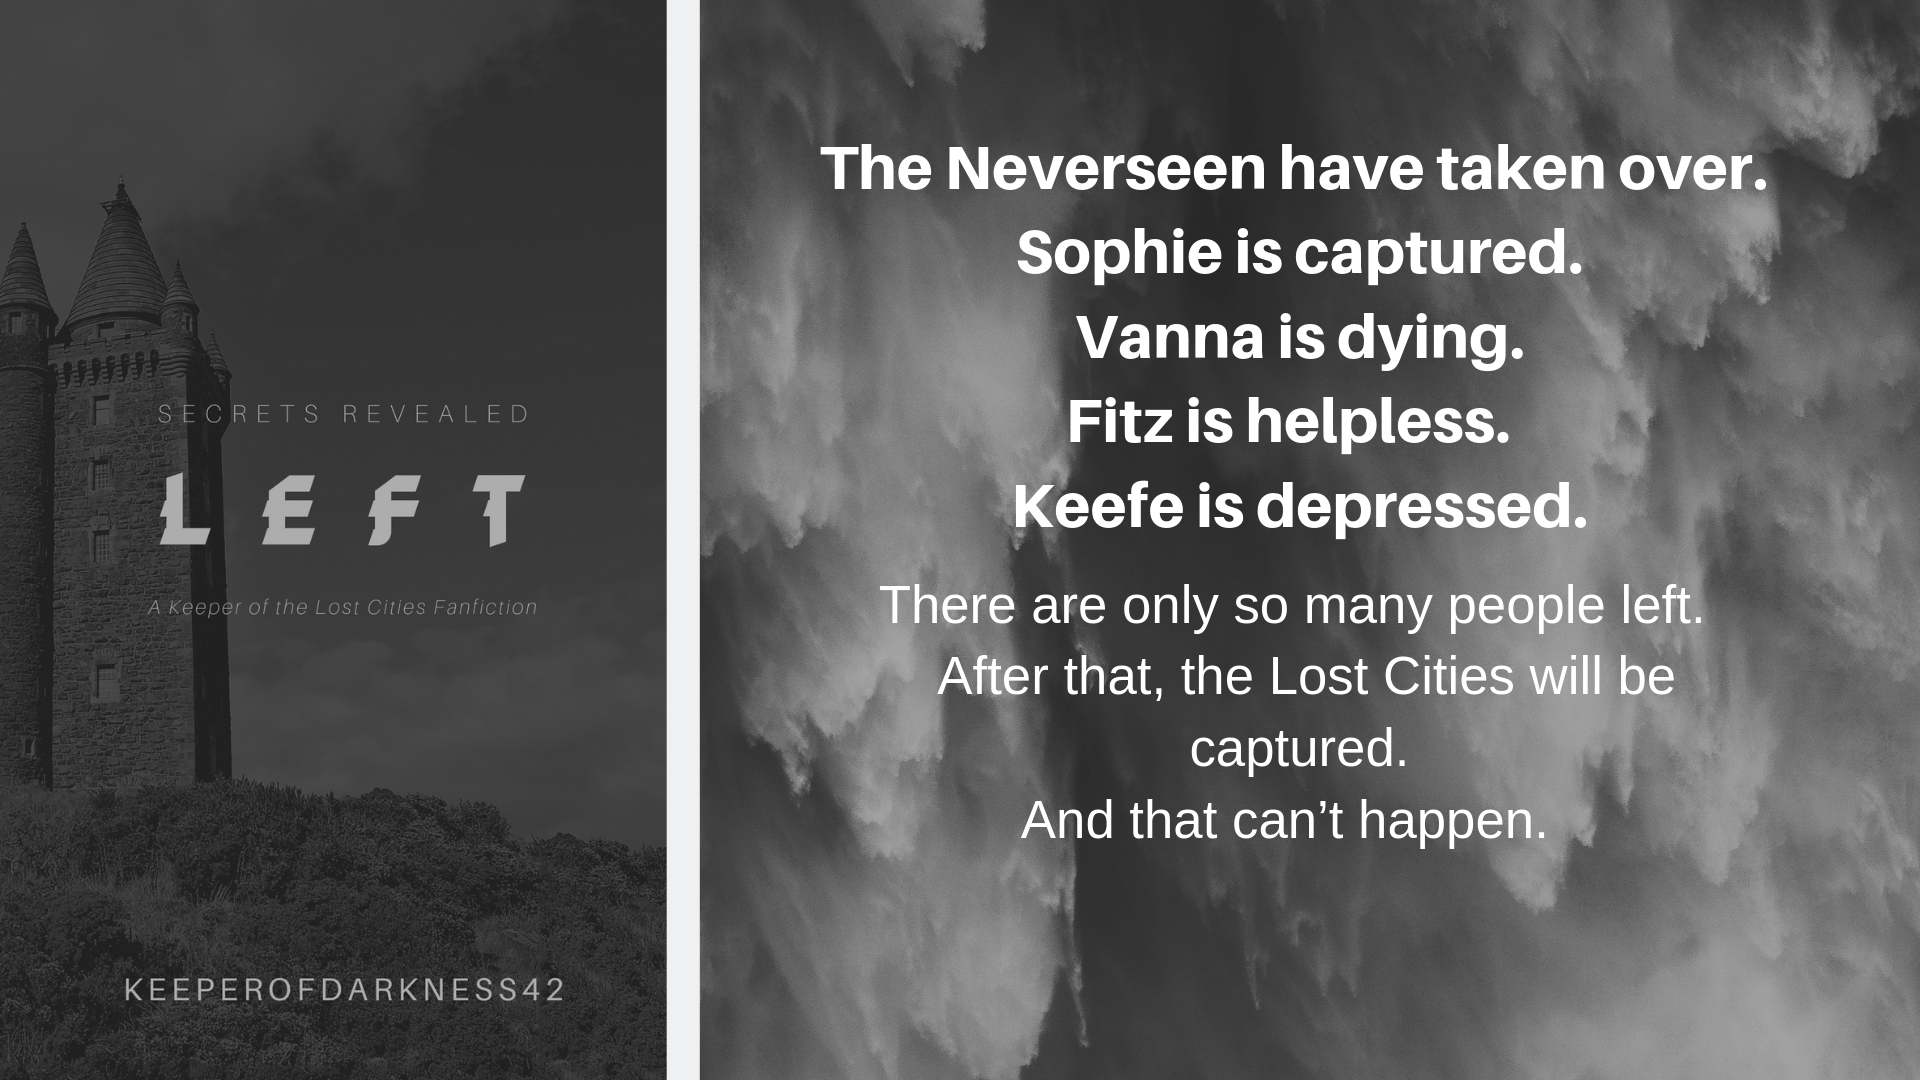 SECRETS REVEALED
LEFT
A Keeper of the Lost Cities Fanfiction
KEEPEROFDARKNESS42
The Neverseen have taken over.
Sophie is captured.
Vanna is dying.
Fitz is helpless.
Keefe is depressed.
There are only so many people left.
After that, the Lost Cities will be
captured.
And that can’t happen.